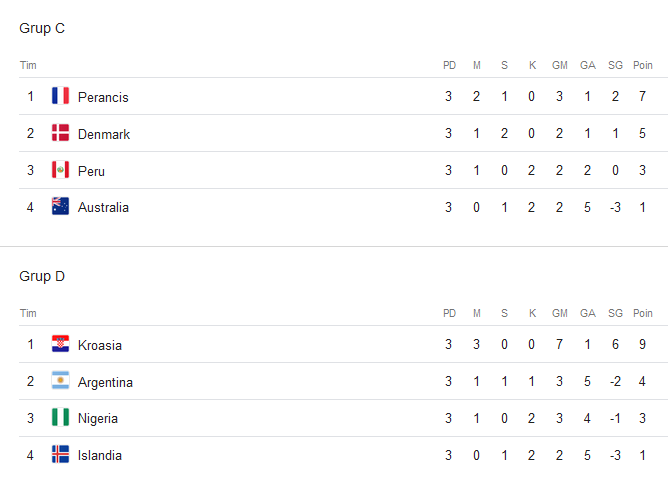 Grup C
Tim PD M S K GM GA SG Poin
1 Perancis 3 2 1 0 3 1 2 7
2 Denmark 3 1 2 0 2 1 1 5
3 Peru 3 1 0 2 2 2 0 3
4 Australia 3 0 1 2 2 5 -3 1
Grup D
Tim PD M S K GM GA SG Poin
1 Kroasia 3 3 0 0 7 1 6 9
2 Argentina 3 1 1 1 3 5 -2 4
3 Nigeria 3 1 0 2 3 4 -1 3
4 Islandia 3 0 1 2 2 5 -3 1